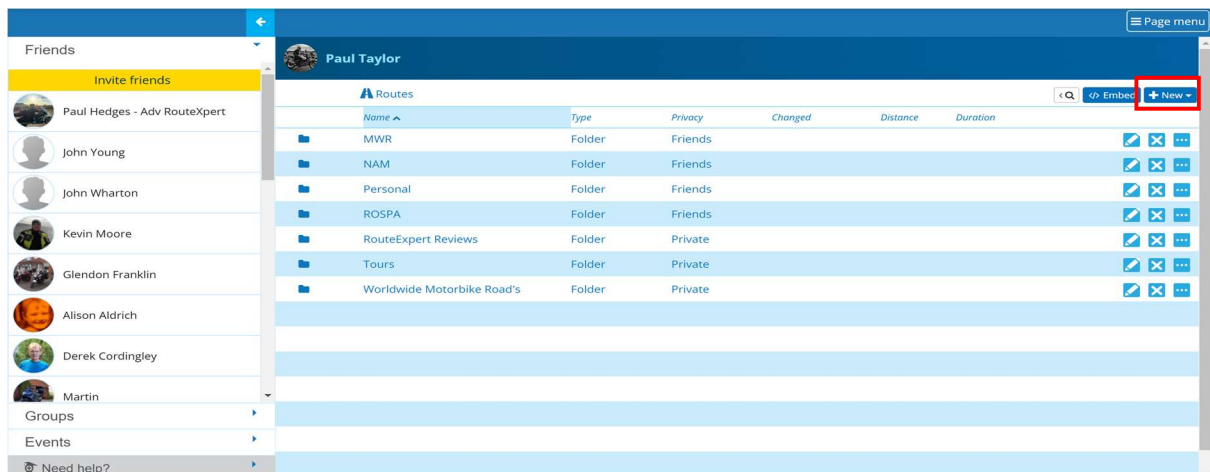 Page menu
Friends
Invite friends
Paul Hedges - Adv RouteXpert
John Young
John Wharton
Kevin Moore
Glendon Franklin
Alison Aldrich
Derek Cordingley
Martin
Groups
Events
Need help?
Paul Taylor
Routes
</> Embed + New
Name Type Privacy Changed Distance Duration
MWR Folder Friends
NAM Folder Friends
Personal Folder Friends
ROSPA Folder Friends
RouteExpert Reviews Folder Private
Tours Folder Private
Worldwide Motorbike Road's Folder Private